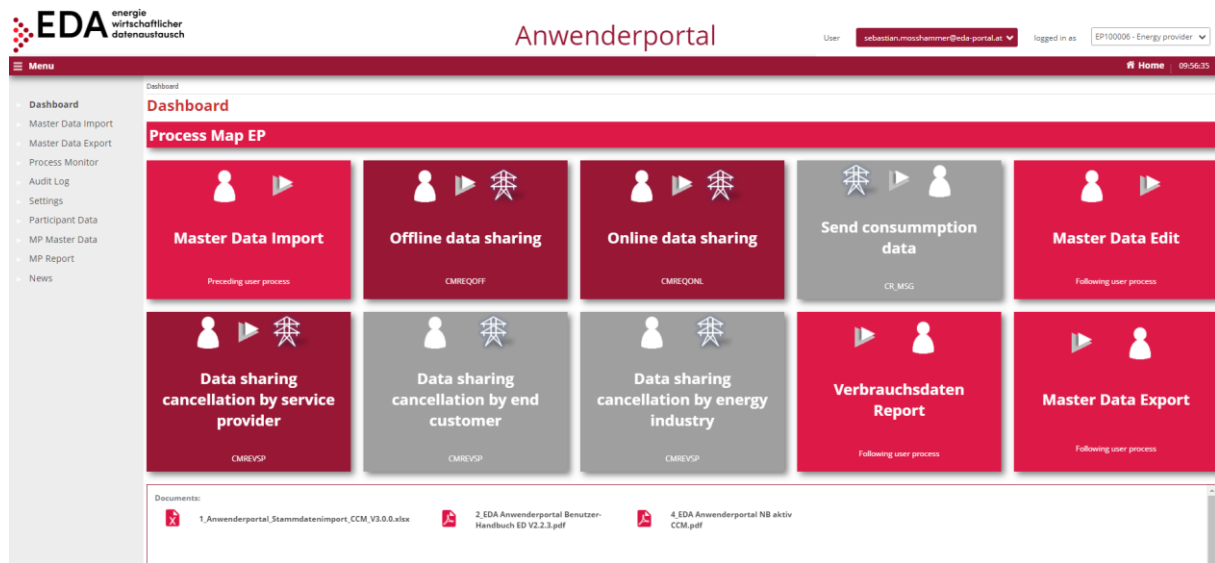 EDA energie
wirtschaftlicher
datenaustausch
Anwenderportal
User sebastian.mosshammer@eda-portal.at logged in as EP100006 - Energy provider
Menu
Home 09:56:35
Dashboard
Master Data Import
Master Data Export
Process Monitor
Audit Log
Settings
Participant Data
MP Master Data
MP Report
News
Dashboard
Dashboard
Process Map EP
Master Data Import
Preceding user process
Offline data sharing
CMREQOFF
Online data sharing
CMREQONL
Send consummption
data
CR_MSG
Master Data Edit
Following user process
Data sharing
cancellation by service
provider
CMREVSP
Data sharing
cancellation by end
customer
CMREVSP
Data sharing
cancellation by energy
industry
CMREVSP
Verbrauchsdaten
Report
Following user process
Master Data Export
Following user process
Documents:
1_Anwenderportal_Stammdatenimport_CCM_V3.0.0.xlsx
2_EDA Anwenderportal Benutzer-
Handbuch ED V2.2.3.pdf
4_EDA Anwenderportal NB aktiv
CCM.pdf